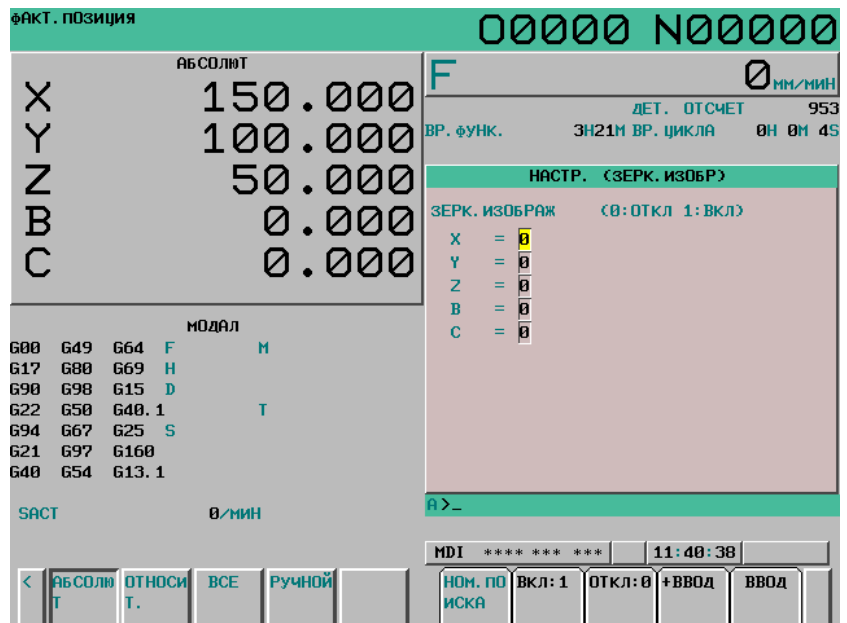 ФАКТ.ПОЗИЦИЯ
O0000 N00000
АБСОЛЮТ
X 150.000
Y 100.000
Z 50.000
B 0.000
C 0.000
F 0 ММ/МИН
ДЕТ. ОТСЧЕТ 953
ВР.ФУНК. 3H21M ВР.ЦИКЛА 0H 0M 4S
НАСТР. (ЗЕРК.ИЗОБР)
ЗЕРК.ИЗОБРАЖ (0:ОТКЛ 1:ВКЛ)
X = 0
Y = 0
Z = 0
B = 0
C = 0
МОДАЛ
G00 G49 G64 F M
G17 G80 G69 H
G90 G98 G15 D
G22 G50 G40.1 T
G94 G67 G25 S
G21 G97 G160
G40 G54 G13.1
SACT 0/МИН
A>_
MDI **** *** *** 11:40:38
< АБСОЛЮ ОТНОСИ ВСЕ РУЧНОЙ
Т Т.
НОМ.ПО ВКЛ:1 ОТКЛ:0 +ВВОД ВВОД
ИСКА